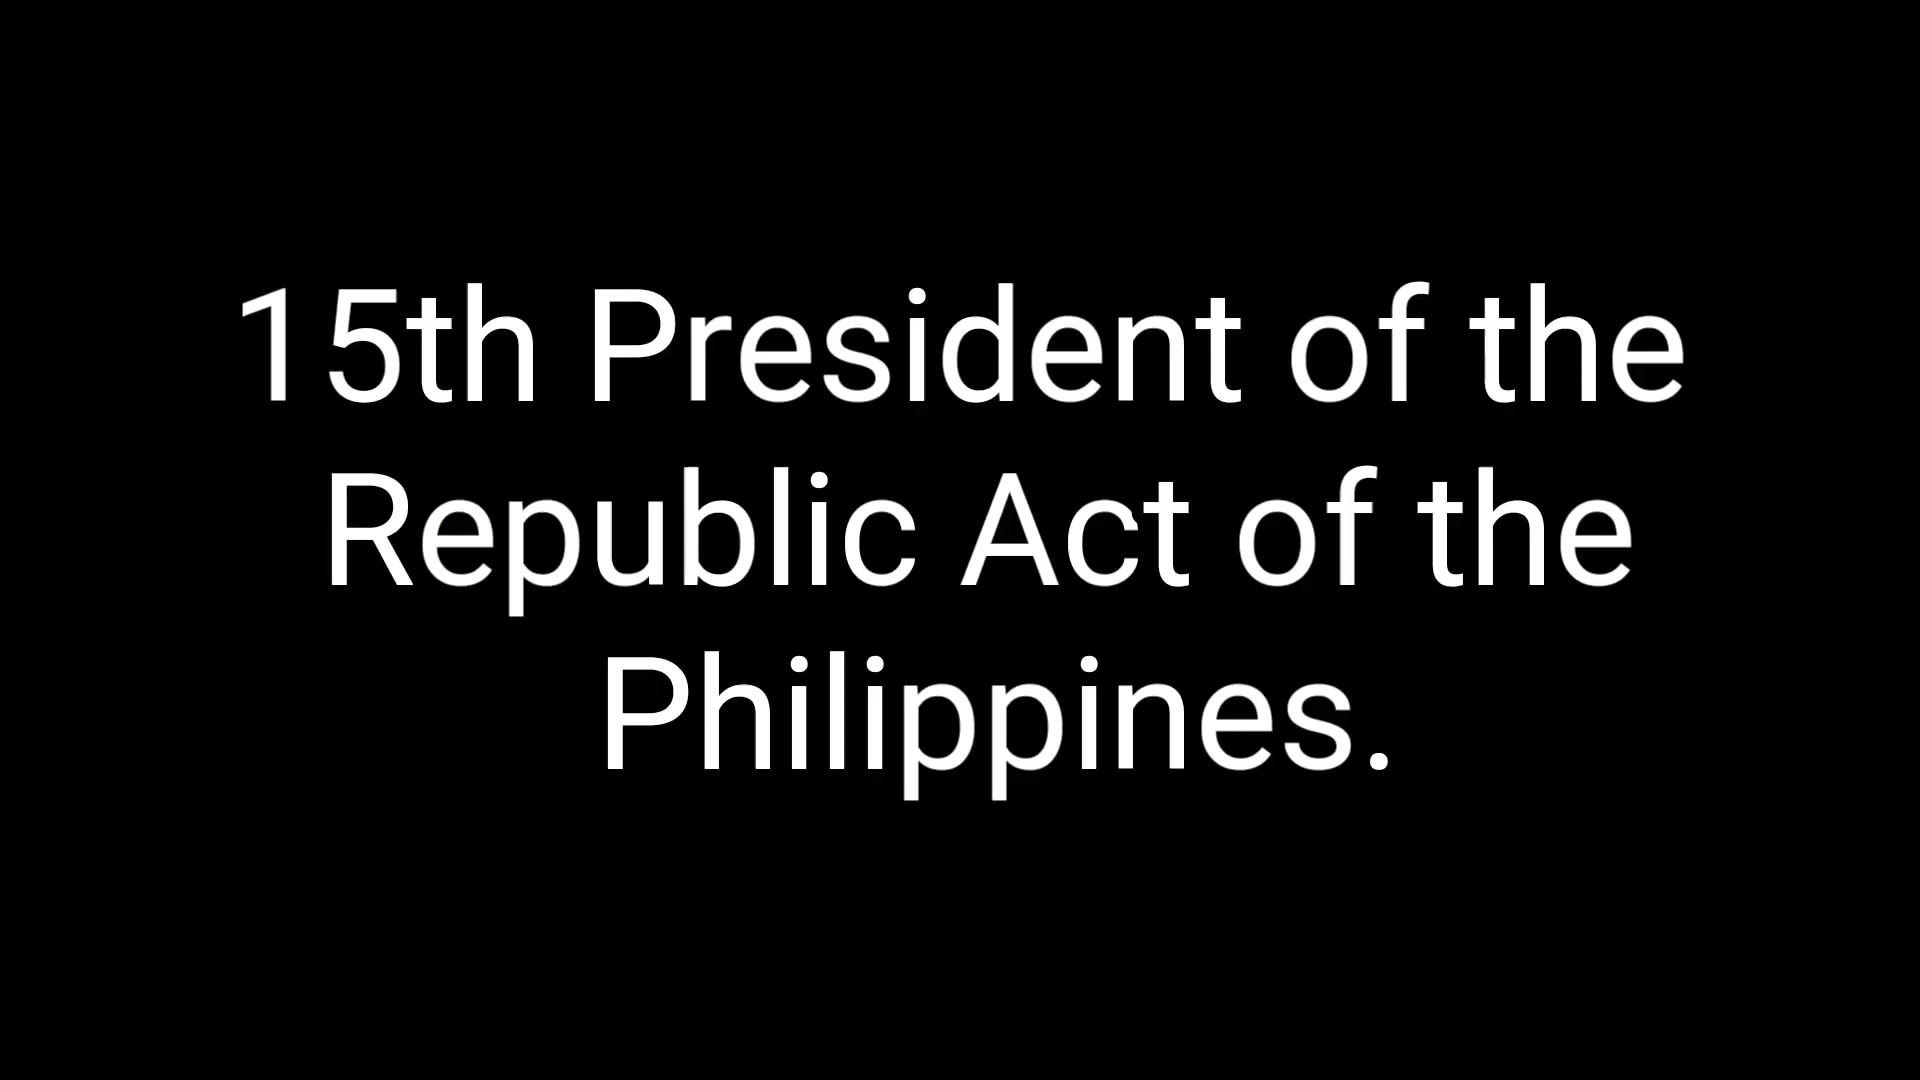 15th President of the
Republic Act of the
Philippines.